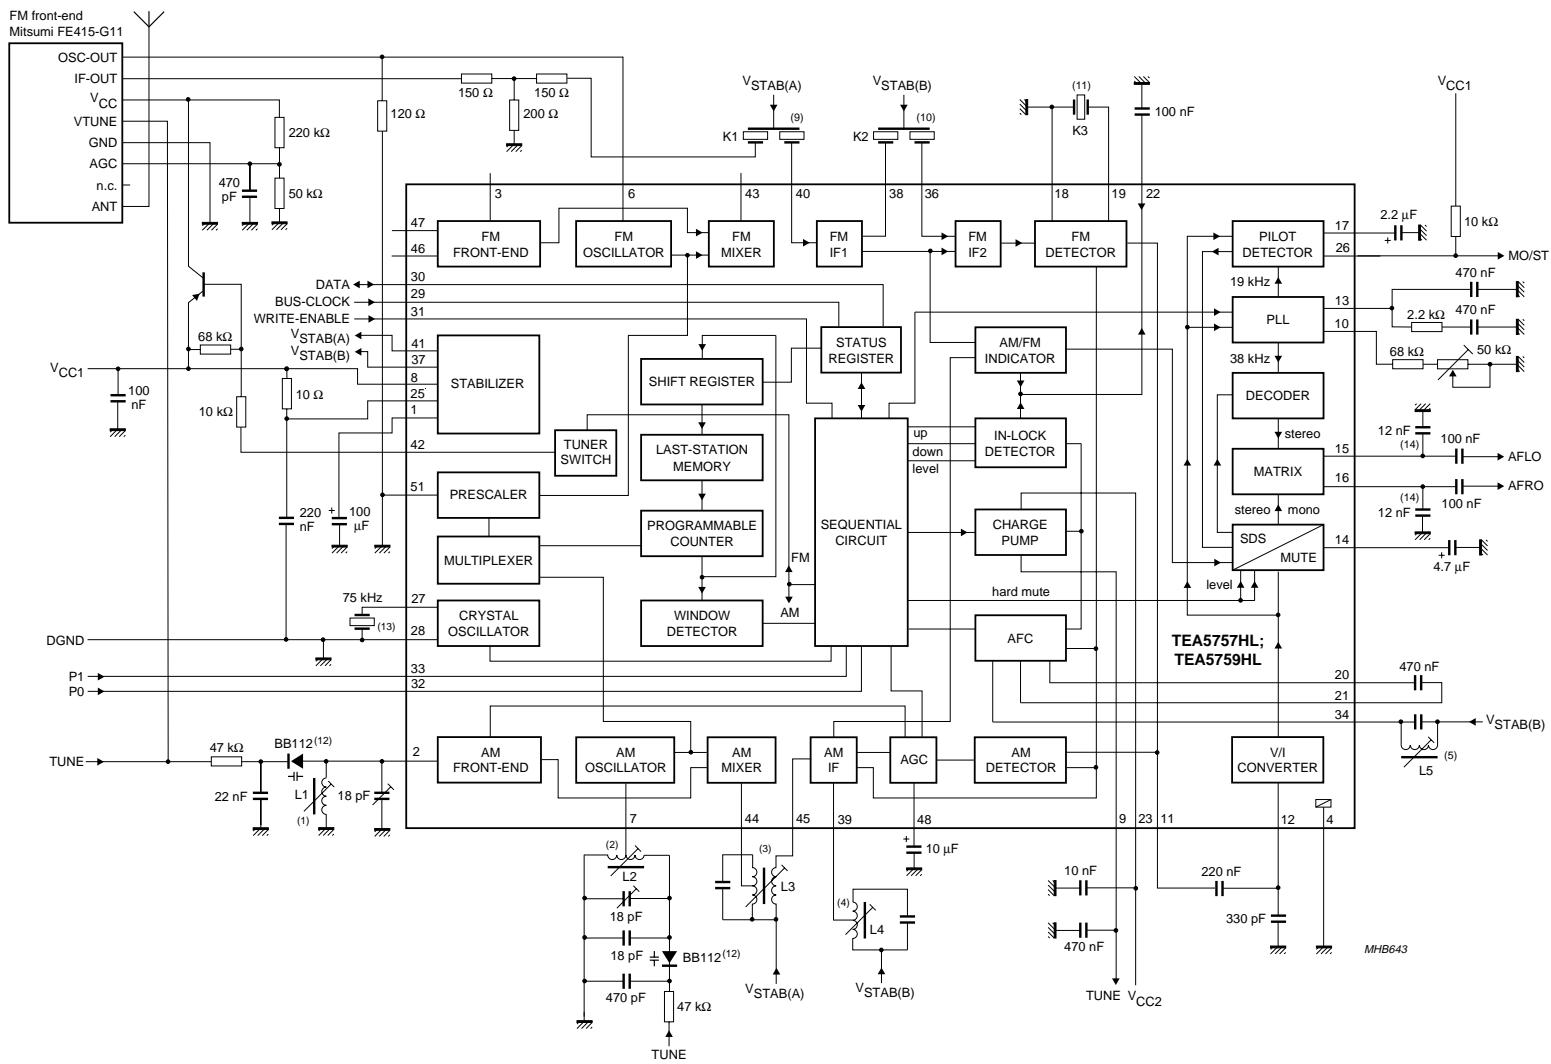 FM front-end
Mitsumi FE415-G11
OSC-OUT
IF-OUT
VCC
VTUNE
GND
AGC
n.c.
ANT
220 kΩ
50 kΩ
470
pF
120 Ω
150 Ω
150 Ω
200 Ω
VSTAB(A)
K1
(9)
VSTAB(B)
K2
(10)
(11)
K3
100 nF
VCC1
10 kΩ
3
6
43
40
38
36
18
19
22
47
46
FM
FRONT-END
FM
OSCILLATOR
FM
MIXER
FM
IF1
FM
IF2
FM
DETECTOR
PILOT
DETECTOR
17
26
2.2 μF
+
MO/ST
DATA
30
BUS-CLOCK
29
WRITE-ENABLE
31
VSTAB(A)
41
VSTAB(B)
37
VCC1
8
25
1
STABILIZER
68 kΩ
10 kΩ
10 Ω
100
nF
SHIFT REGISTER
STATUS
REGISTER
AM/FM
INDICATOR
19 kHz
PLL
13
10
470 nF
2.2 kΩ
470 nF
68 kΩ
50 kΩ
38 kHz
DECODER
stereo
42
TUNER
SWITCH
LAST-STATION
MEMORY
up
down
level
IN-LOCK
DETECTOR
MATRIX
15
16
12 nF
(14)
100 nF
AFLO
AFRO
(14)
12 nF
100 nF
stereo
mono
51
PRESCALER
220
nF
+
100
μF
PROGRAMMABLE
COUNTER
SEQUENTIAL
CIRCUIT
CHARGE
PUMP
SDS
MUTE
14
+
4.7 μF
MULTIPLEXER
FM
AM
level
hard mute
75 kHz
(13)
27
28
CRYSTAL
OSCILLATOR
WINDOW
DETECTOR
AFC
TEA5757HL;
TEA5759HL
DGND
P1
33
P0
32
20
21
34
470 nF
VSTAB(B)
(5)
L5
TUNE
47 kΩ
BB112(12)
2
22 nF
L1
(1)
18 pF
AM
FRONT-END
AM
OSCILLATOR
AM
MIXER
AM
IF
AGC
AM
DETECTOR
V/I
CONVERTER
7
44
45
39
48
9
23
11
12
4
(2)
L2
18 pF
18 pF
BB112(12)
470 pF
47 kΩ
TUNE
(3)
L3
VSTAB(A)
(4)
L4
VSTAB(B)
+
10 μF
10 nF
470 nF
TUNE
VCC2
220 nF
330 pF
MHB643